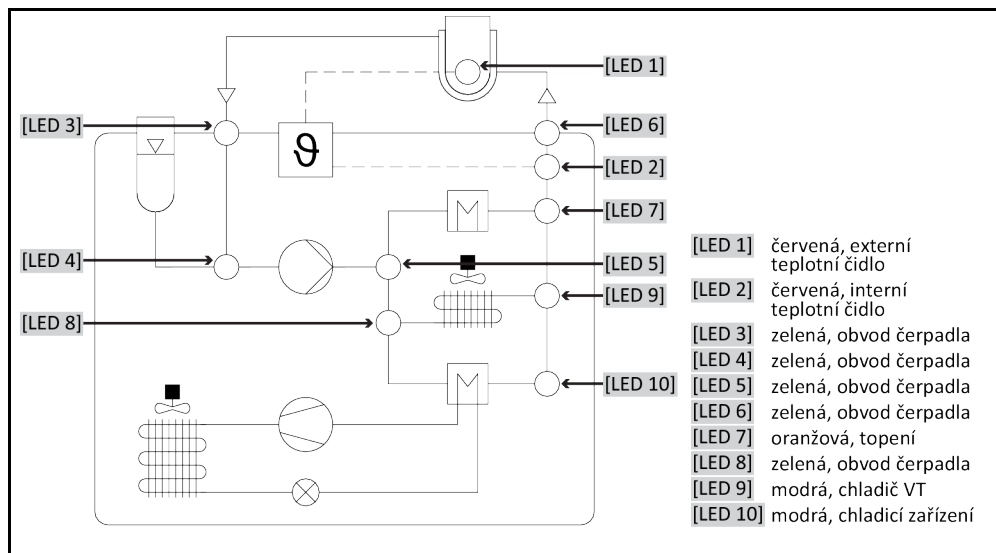 [LED 1]
[LED 3]
[LED 6]
ϑ
[LED 2]
[LED 7]
[LED 4]
[LED 5]
[LED 9]
[LED 8]
[LED 10]
[LED 1] červená, externí
teplotní čidlo
[LED 2] červená, interní
teplotní čidlo
[LED 3] zelená, obvod čerpadla
[LED 4] zelená, obvod čerpadla
[LED 5] zelená, obvod čerpadla
[LED 6] zelená, obvod čerpadla
[LED 7] oranžová, topení
[LED 8] zelená, obvod čerpadla
[LED 9] modrá, chladič VT
[LED 10] modrá, chladicí zařízení